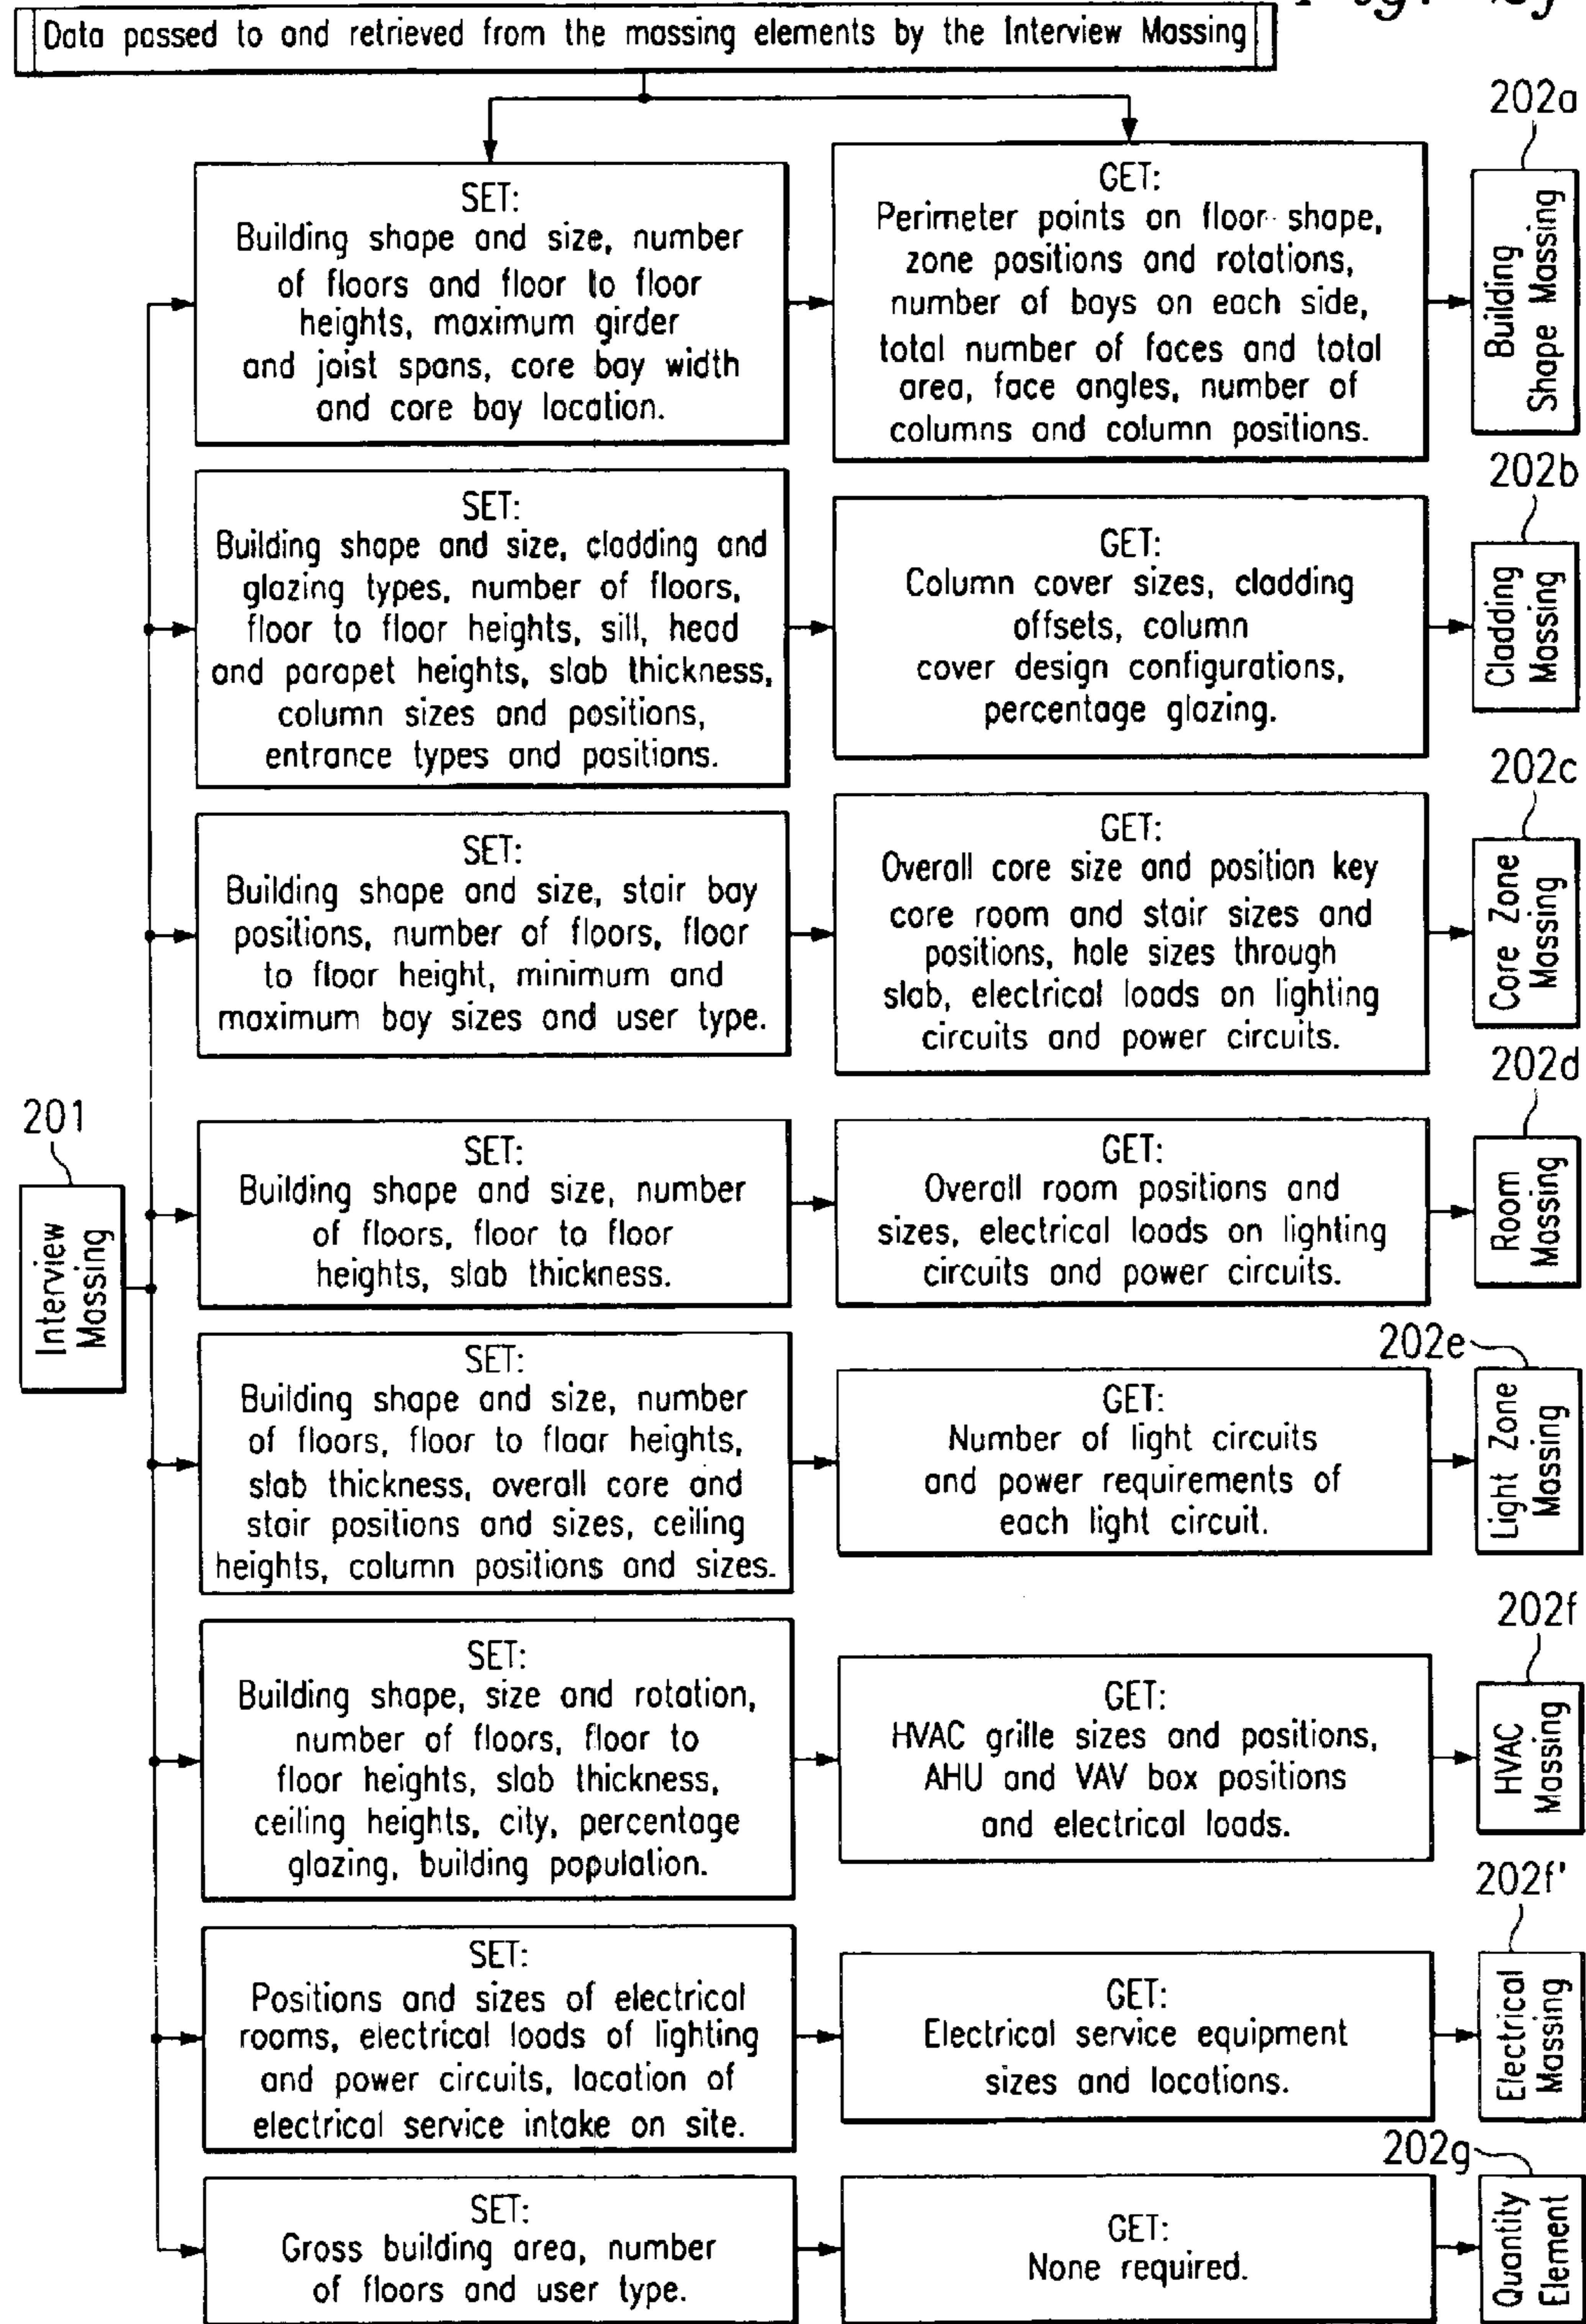 Data passed to and retrieved from the massing elements by the Interview Massing
202a
SET:
Building shape and size, number
of floors and floor to floor
heights, maximum girder
and joist spans, core bay width
and core bay location.
GET:
Perimeter points on floor shape,
zone positions and rotations,
number of bays on each side,
total number of faces and total
area, face angles, number of
columns and column positions.
Building
Shape Massing
202b
SET:
Building shape and size, cladding and
glazing types, number of floors,
floor to floor heights, sill, head
and parapet heights, slab thickness,
column sizes and positions,
entrance types and positions.
GET:
Column cover sizes, cladding
offsets, column
cover design configurations,
percentage glazing.
Cladding
Massing
202c
SET:
Building shape and size, stair bay
positions, number of floors, floor
to floor height, minimum and
maximum bay sizes and user type.
GET:
Overall core size and position key
core room and stair sizes and
positions, hole sizes through
slab, electrical loads on lighting
circuits and power circuits.
Core Zone
Massing
202d
201
Interview
Massing
SET:
Building shape and size, number
of floors, floor to floor
heights, slab thickness.
GET:
Overall room positions and
sizes, electrical loads on lighting
circuits and power circuits.
Room
Massing
202e
SET:
Building shape and size, number
of floors, floor to floor heights,
slab thickness, overall core and
stair positions and sizes, ceiling
heights, column positions and sizes.
GET:
Number of light circuits
and power requirements of
each light circuit.
Light Zone
Massing
202f
SET:
Building shape, size and rotation,
number of floors, floor to
floor heights, slab thickness,
ceiling heights, city, percentage
glazing, building population.
GET:
HVAC grille sizes and positions,
AHU and VAV box positions
and electrical loads.
HVAC
Massing
202f'
SET:
Positions and sizes of electrical
rooms, electrical loads of lighting
and power circuits, location of
electrical service intake on site.
GET:
Electrical service equipment
sizes and locations.
Electrical
Massing
202g
SET:
Gross building area, number
of floors and user type.
GET:
None required.
Quantity
Element